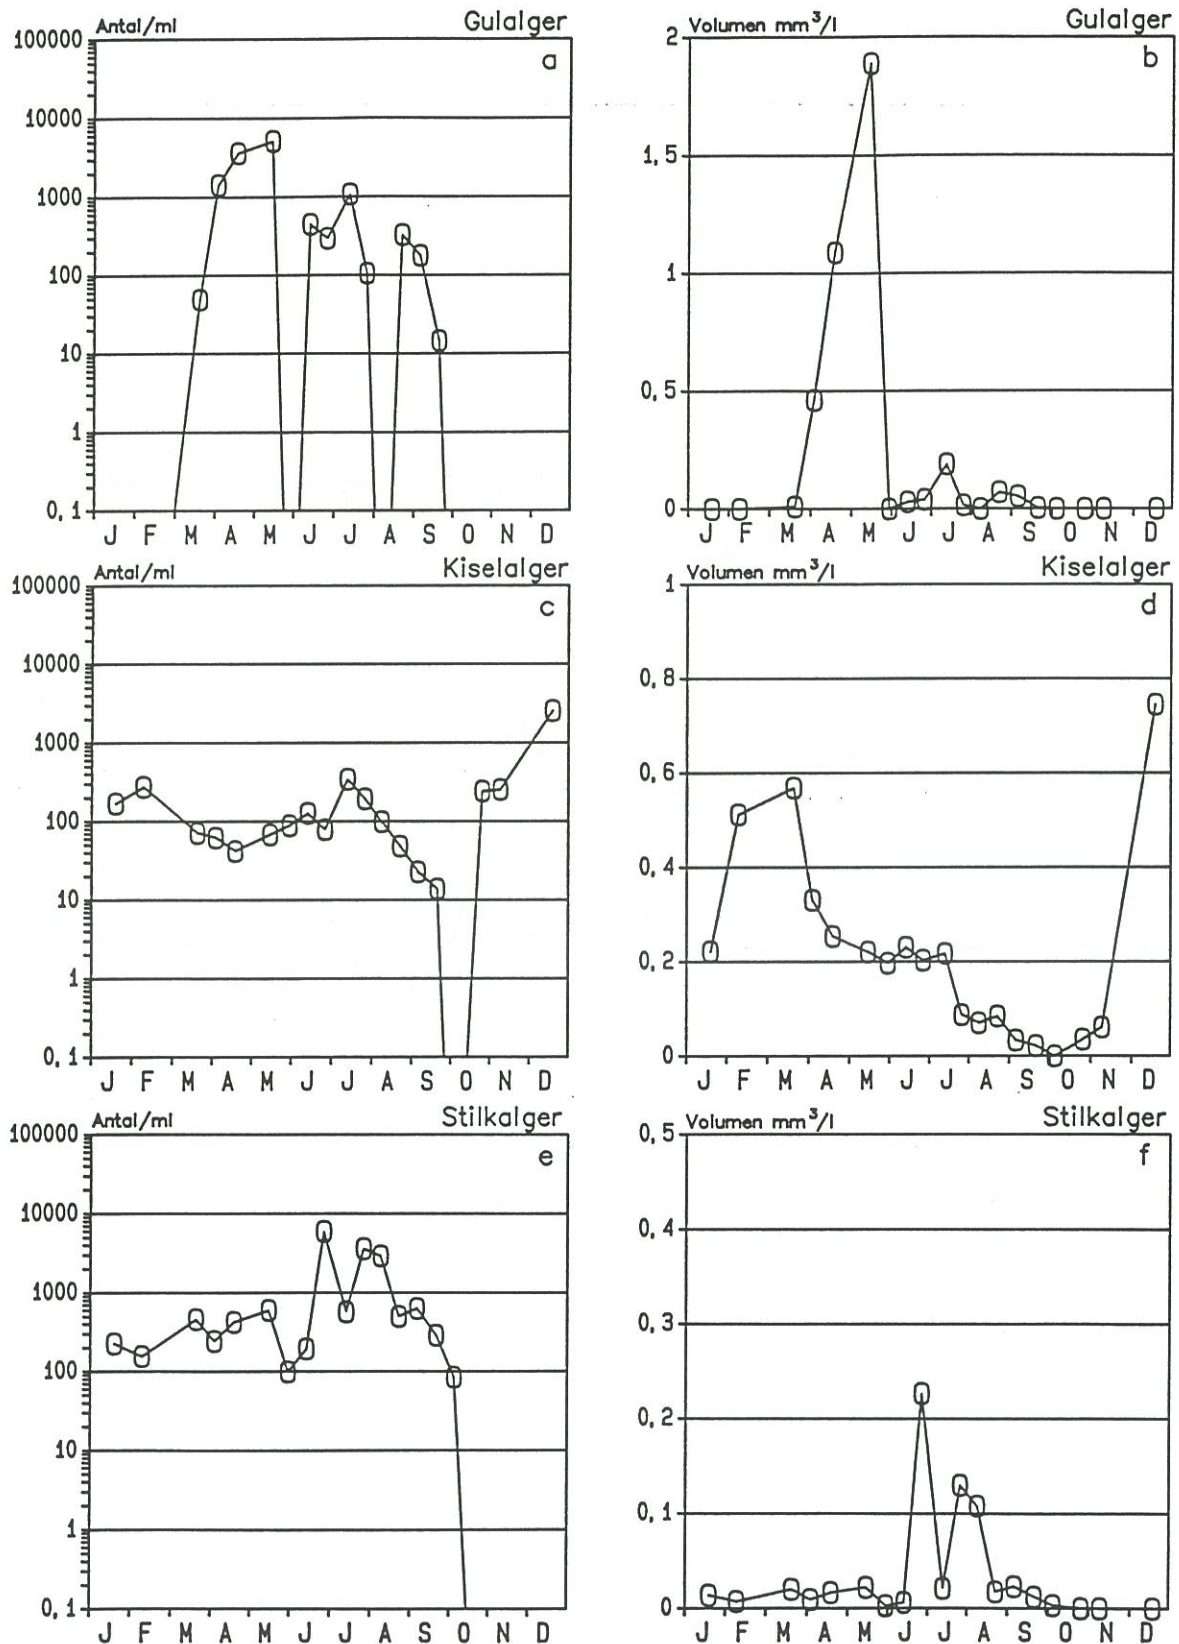 Antal/ml Gulalger
a
100000
10000
1000
100
10
1
0,1
J F M A M J J A S O N D
Volumen mm³/l Gulalger
b
2
1,5
1
0,5
0
J F M A M J J A S O N D
Antal/ml Kiselalger
c
100000
10000
1000
100
10
1
0,1
J F M A M J J A S O N D
Volumen mm³/l Kiselalger
d
1
0,8
0,6
0,4
0,2
0
J F M A M J J A S O N D
Antal/ml Stilkalger
e
100000
10000
1000
100
10
1
0,1
J F M A M J J A S O N D
Volumen mm³/l Stilkalger
f
0,5
0,4
0,3
0,2
0,1
0
J F M A M J J A S O N D